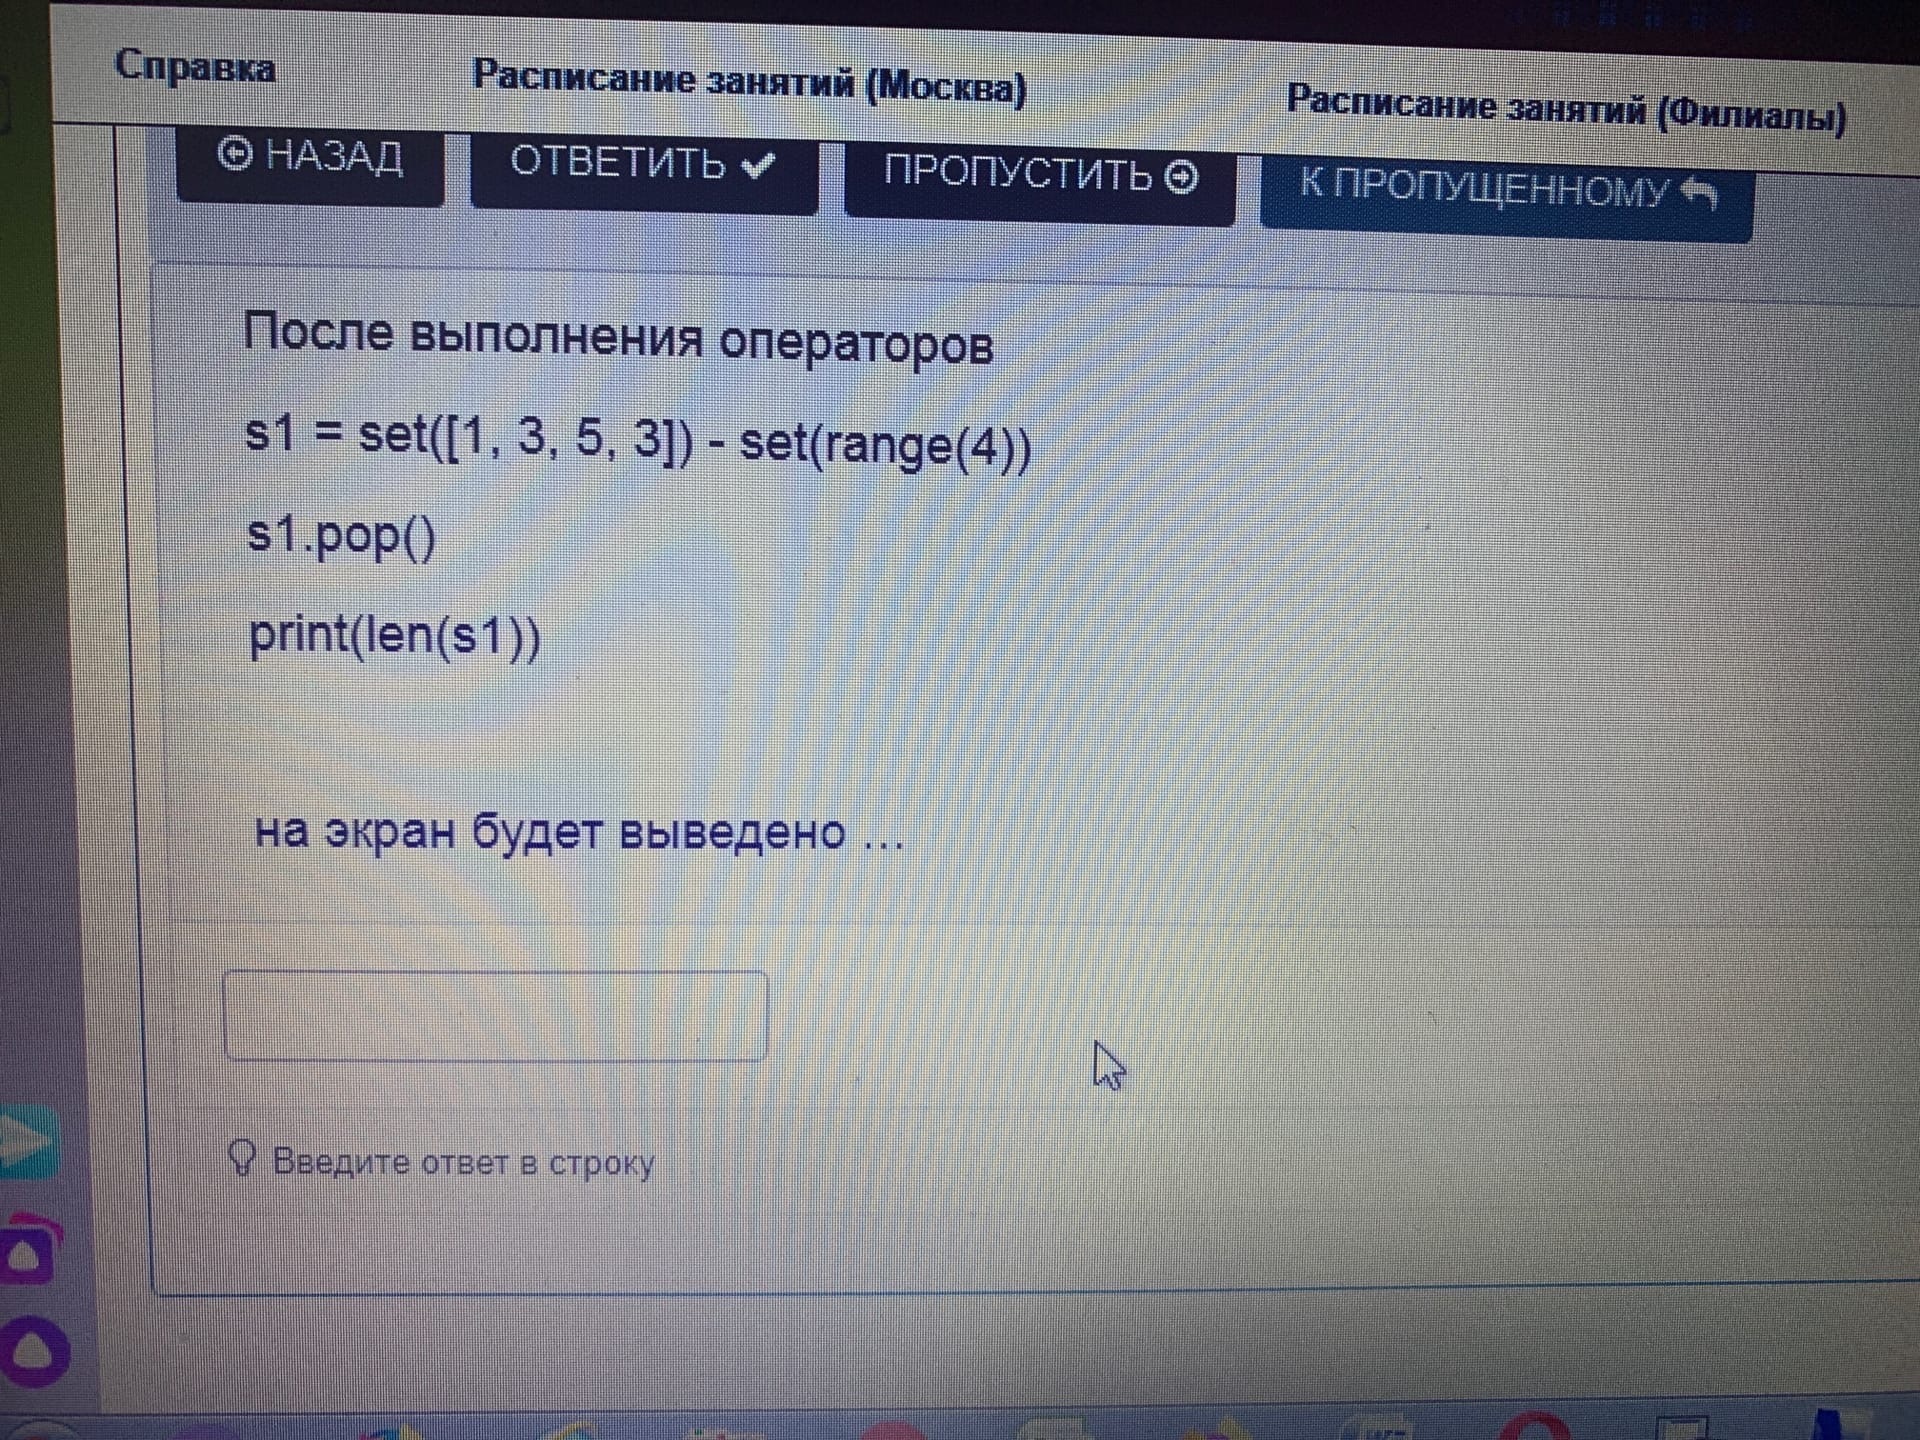 Справка Расписание занятий (Москва) Расписание занятий (Филиалы)
НАЗАД ОТВЕТИТЬ ПРОПУСТИТЬ К ПРОПУЩЕННОМУ
После выполнения операторов
s1 = set([1, 3, 5, 3]) - set(range(4))
s1.pop()
print(len(s1))
на экран будет выведено ...
Введите ответ в строку